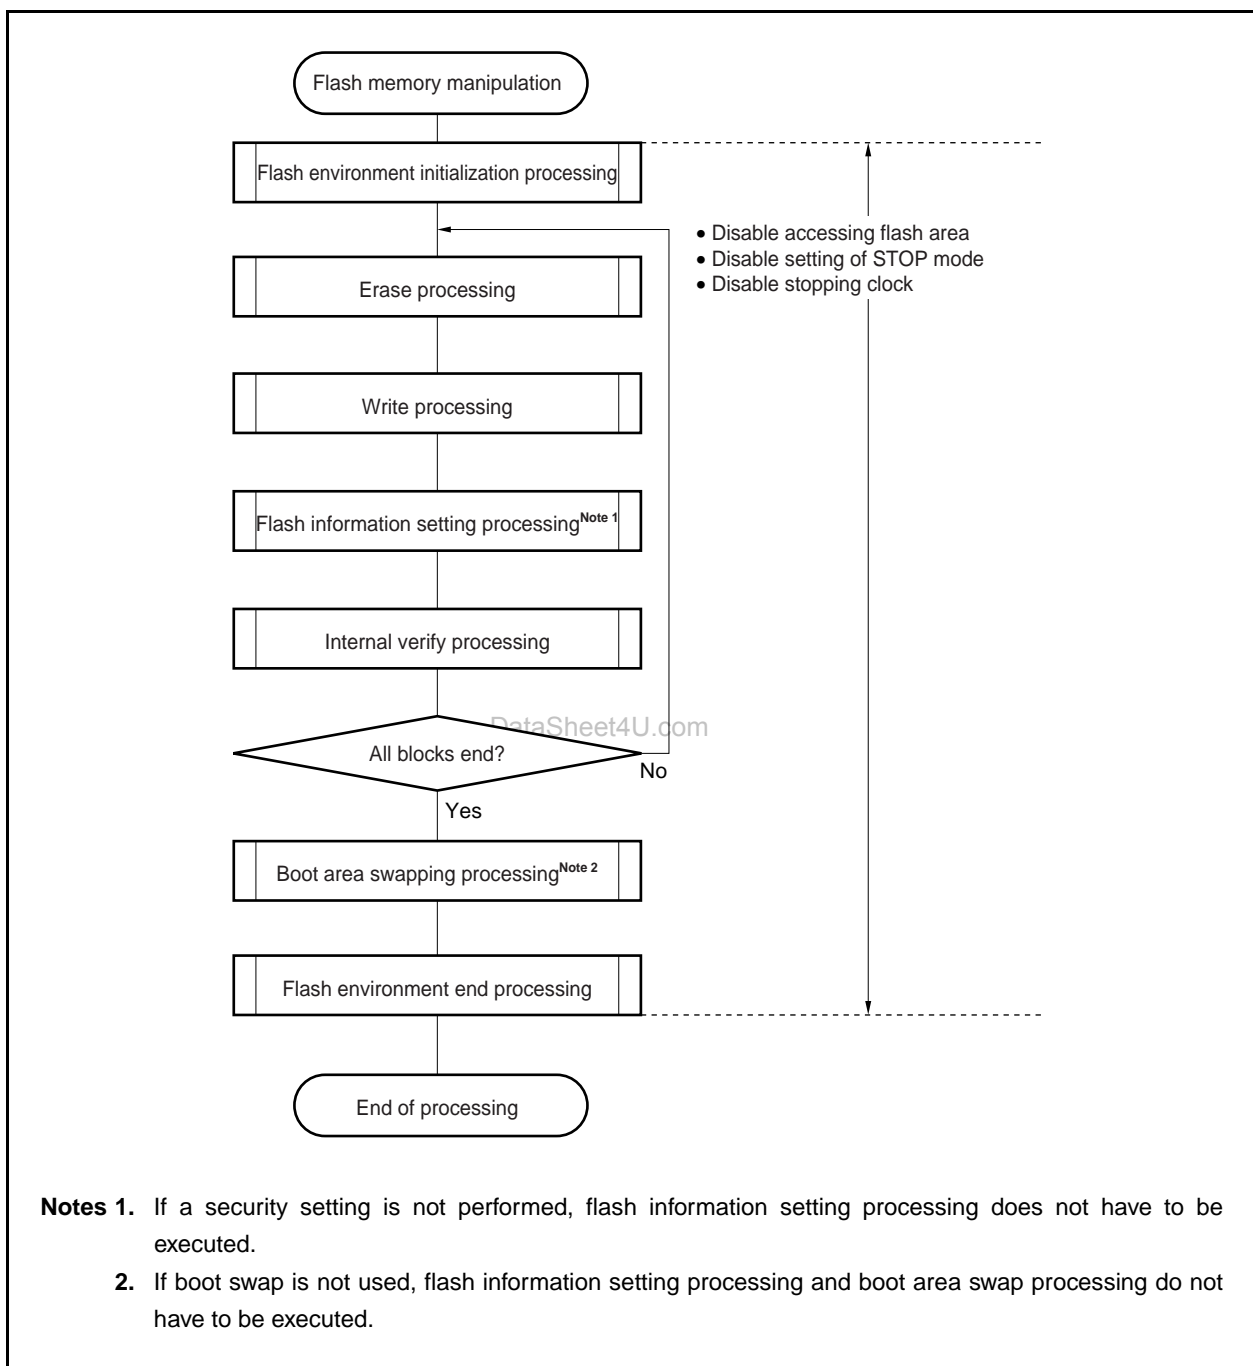 Flash memory manipulation
Flash environment initialization processing
• Disable accessing flash area
• Disable setting of STOP mode
• Disable stopping clock
Erase processing
Write processing
Flash information setting processing Note 1
Internal verify processing
DataSheet4U.com
All blocks end?
No
Yes
Boot area swapping processing Note 2
Flash environment end processing
End of processing
Notes 1. If a security setting is not performed, flash information setting processing does not have to be
executed.
2. If boot swap is not used, flash information setting processing and boot area swap processing do not
have to be executed.